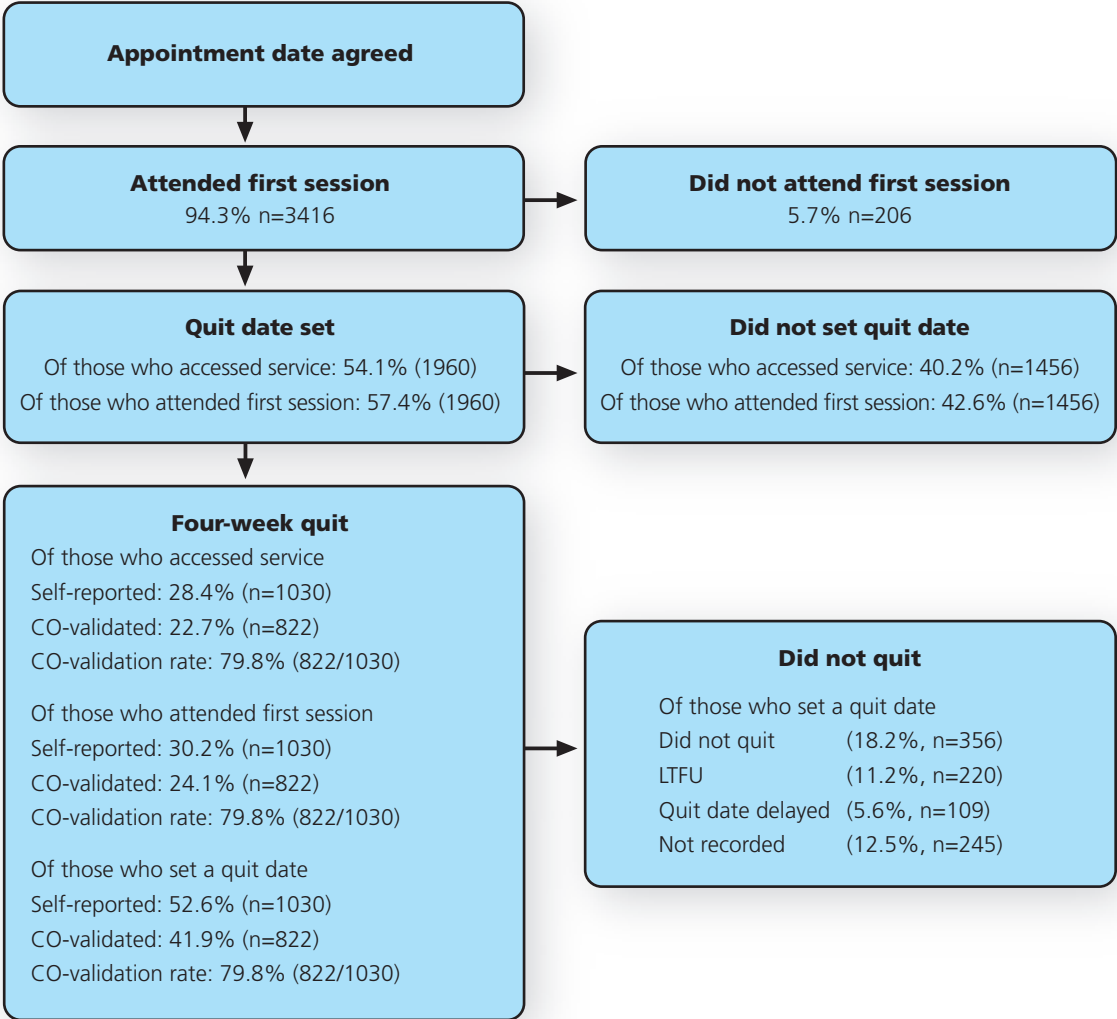 Appointment date agreed
Attended first session
94.3% n=3416
Did not attend first session
5.7% n=206
Quit date set
Of those who accessed service: 54.1% (1960)
Of those who attended first session: 57.4% (1960)
Did not set quit date
Of those who accessed service: 40.2% (n=1456)
Of those who attended first session: 42.6% (n=1456)
Four-week quit
Of those who accessed service
Self-reported: 28.4% (n=1030)
CO-validated: 22.7% (n=822)
CO-validation rate: 79.8% (822/1030)
Of those who attended first session
Self-reported: 30.2% (n=1030)
CO-validated: 24.1% (n=822)
CO-validation rate: 79.8% (822/1030)
Of those who set a quit date
Self-reported: 52.6% (n=1030)
CO-validated: 41.9% (n=822)
CO-validation rate: 79.8% (822/1030)
Did not quit
Of those who set a quit date
Did not quit (18.2%, n=356)
LTFU (11.2%, n=220)
Quit date delayed (5.6%, n=109)
Not recorded (12.5%, n=245)